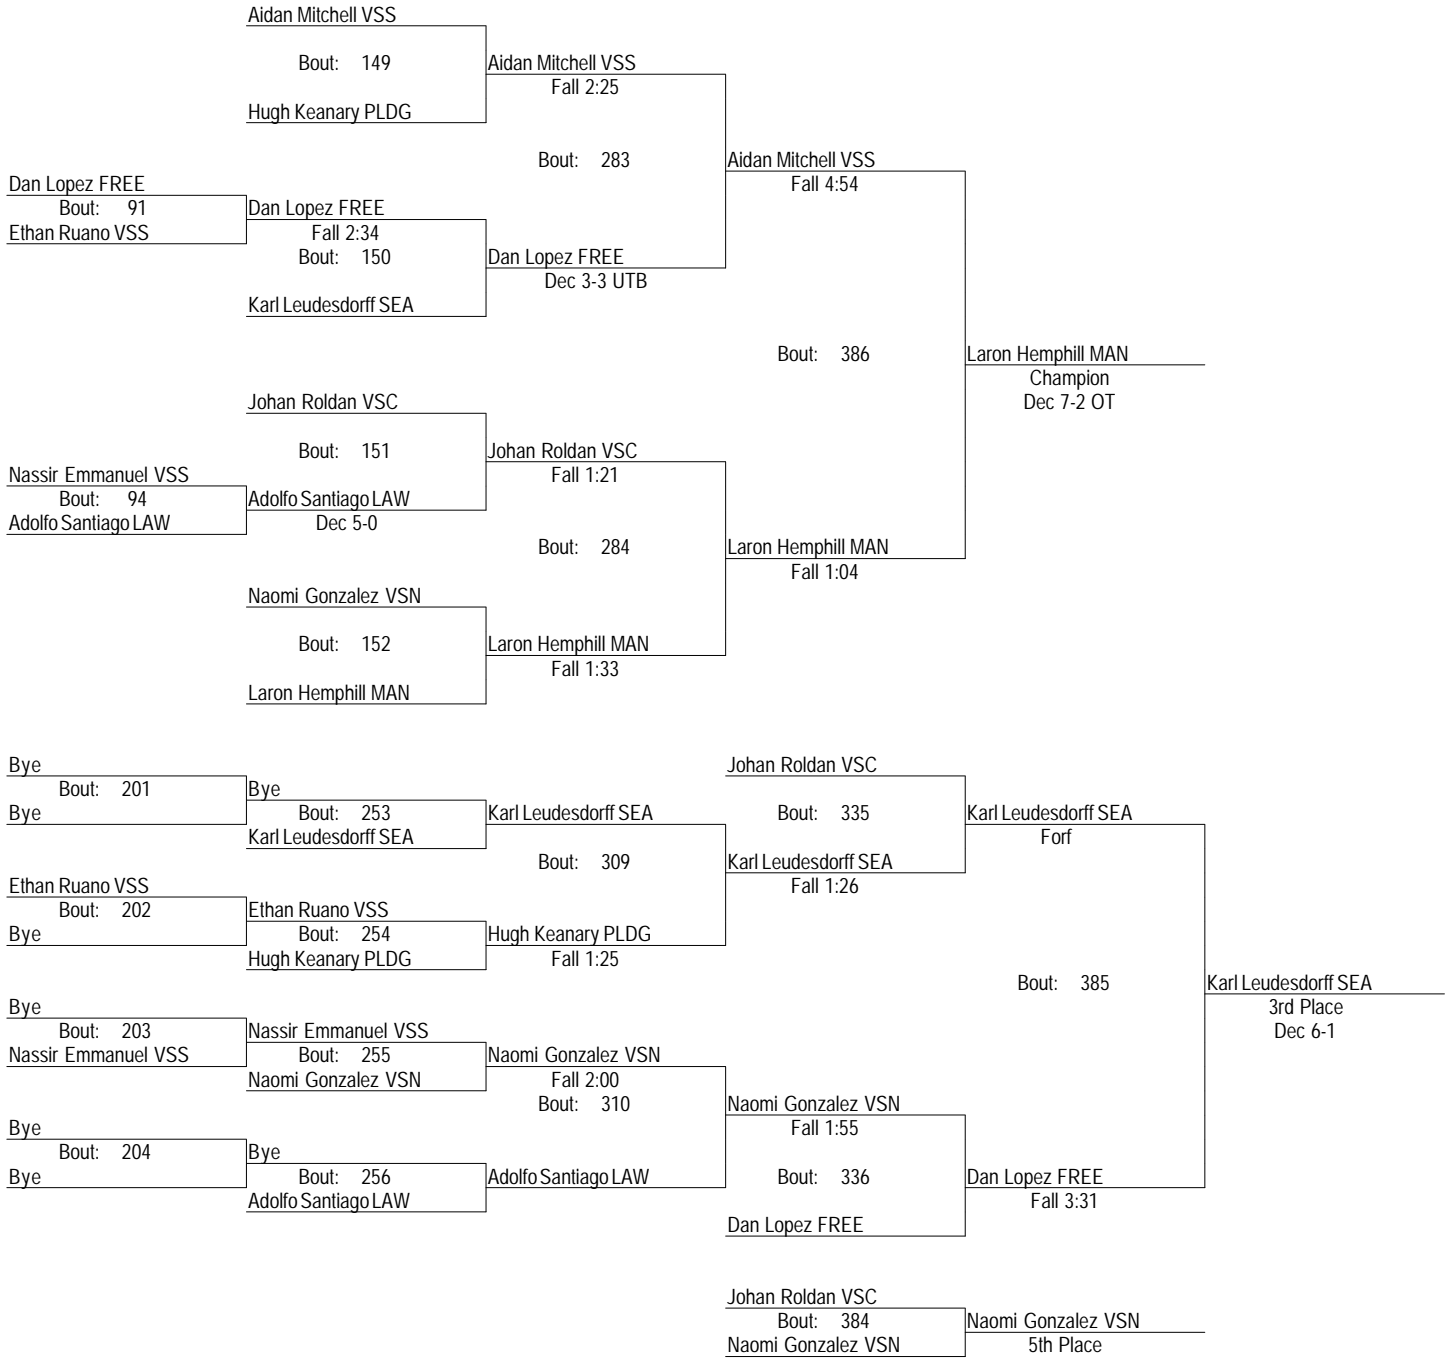 Aidan Mitchell VSS
Bout: 149
Aidan Mitchell VSS
Fall 2:25
Hugh Keanary PLDG
Bout: 283
Aidan Mitchell VSS
Fall 4:54
Dan Lopez FREE
Bout: 91
Ethan Ruano VSS
Dan Lopez FREE
Fall 2:34
Bout: 150
Dan Lopez FREE
Dec 3-3 UTB
Karl Leudesdorff SEA
Bout: 386
Laron Hemphill MAN
Champion
Dec 7-2 OT
Johan Roldan VSC
Bout: 151
Johan Roldan VSC
Fall 1:21
Nassir Emmanuel VSS
Bout: 94
Adolfo Santiago LAW
Adolfo Santiago LAW
Dec 5-0
Bout: 284
Laron Hemphill MAN
Fall 1:04
Naomi Gonzalez VSN
Bout: 152
Laron Hemphill MAN
Fall 1:33
Laron Hemphill MAN
Bye
Bout: 201
Bye
Bye
Bout: 253
Karl Leudesdorff SEA
Karl Leudesdorff SEA
Bout: 309
Johan Roldan VSC
Bout: 335
Karl Leudesdorff SEA
Forf
Karl Leudesdorff SEA
Fall 1:26
Ethan Ruano VSS
Bout: 202
Bye
Ethan Ruano VSS
Bout: 254
Hugh Keanary PLDG
Hugh Keanary PLDG
Fall 1:25
Bout: 385
Karl Leudesdorff SEA
3rd Place
Dec 6-1
Bye
Bout: 203
Nassir Emmanuel VSS
Nassir Emmanuel VSS
Bout: 255
Naomi Gonzalez VSN
Naomi Gonzalez VSN
Fall 2:00
Bout: 310
Naomi Gonzalez VSN
Fall 1:55
Bye
Bout: 204
Bye
Bye
Bout: 256
Adolfo Santiago LAW
Adolfo Santiago LAW
Bout: 336
Dan Lopez FREE
Fall 3:31
Dan Lopez FREE
Johan Roldan VSC
Bout: 384
Naomi Gonzalez VSN
Naomi Gonzalez VSN
5th Place